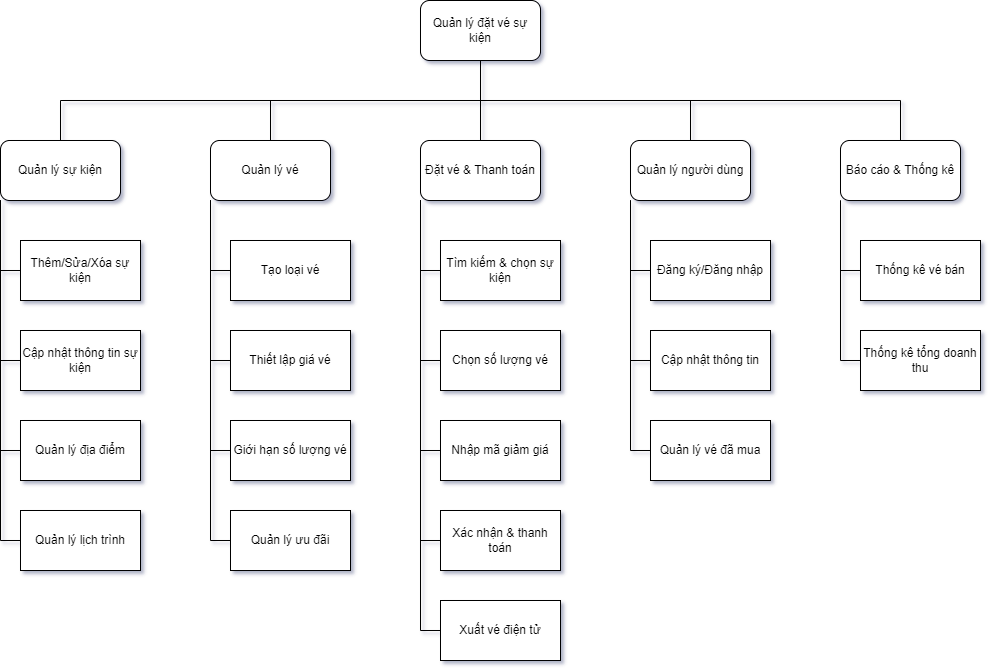 Quản lý đặt vé sự
kiện
Quản lý sự kiện
Quản lý vé
Đặt vé & Thanh toán
Quản lý người dùng
Báo cáo & Thống kê
Thêm/Sửa/Xóa sự
kiện
Cập nhật thông tin sự
kiện
Quản lý địa điểm
Quản lý lịch trình
Tạo loại vé
Thiết lập giá vé
Giới hạn số lượng vé
Quản lý ưu đãi
Tìm kiếm & chọn sự
kiện
Chọn số lượng vé
Nhập mã giảm giá
Xác nhận & thanh
toán
Xuất vé điện tử
Đăng ký/Đăng nhập
Cập nhật thông tin
Quản lý vé đã mua
Thống kê vé bán
Thống kê tổng doanh
thu